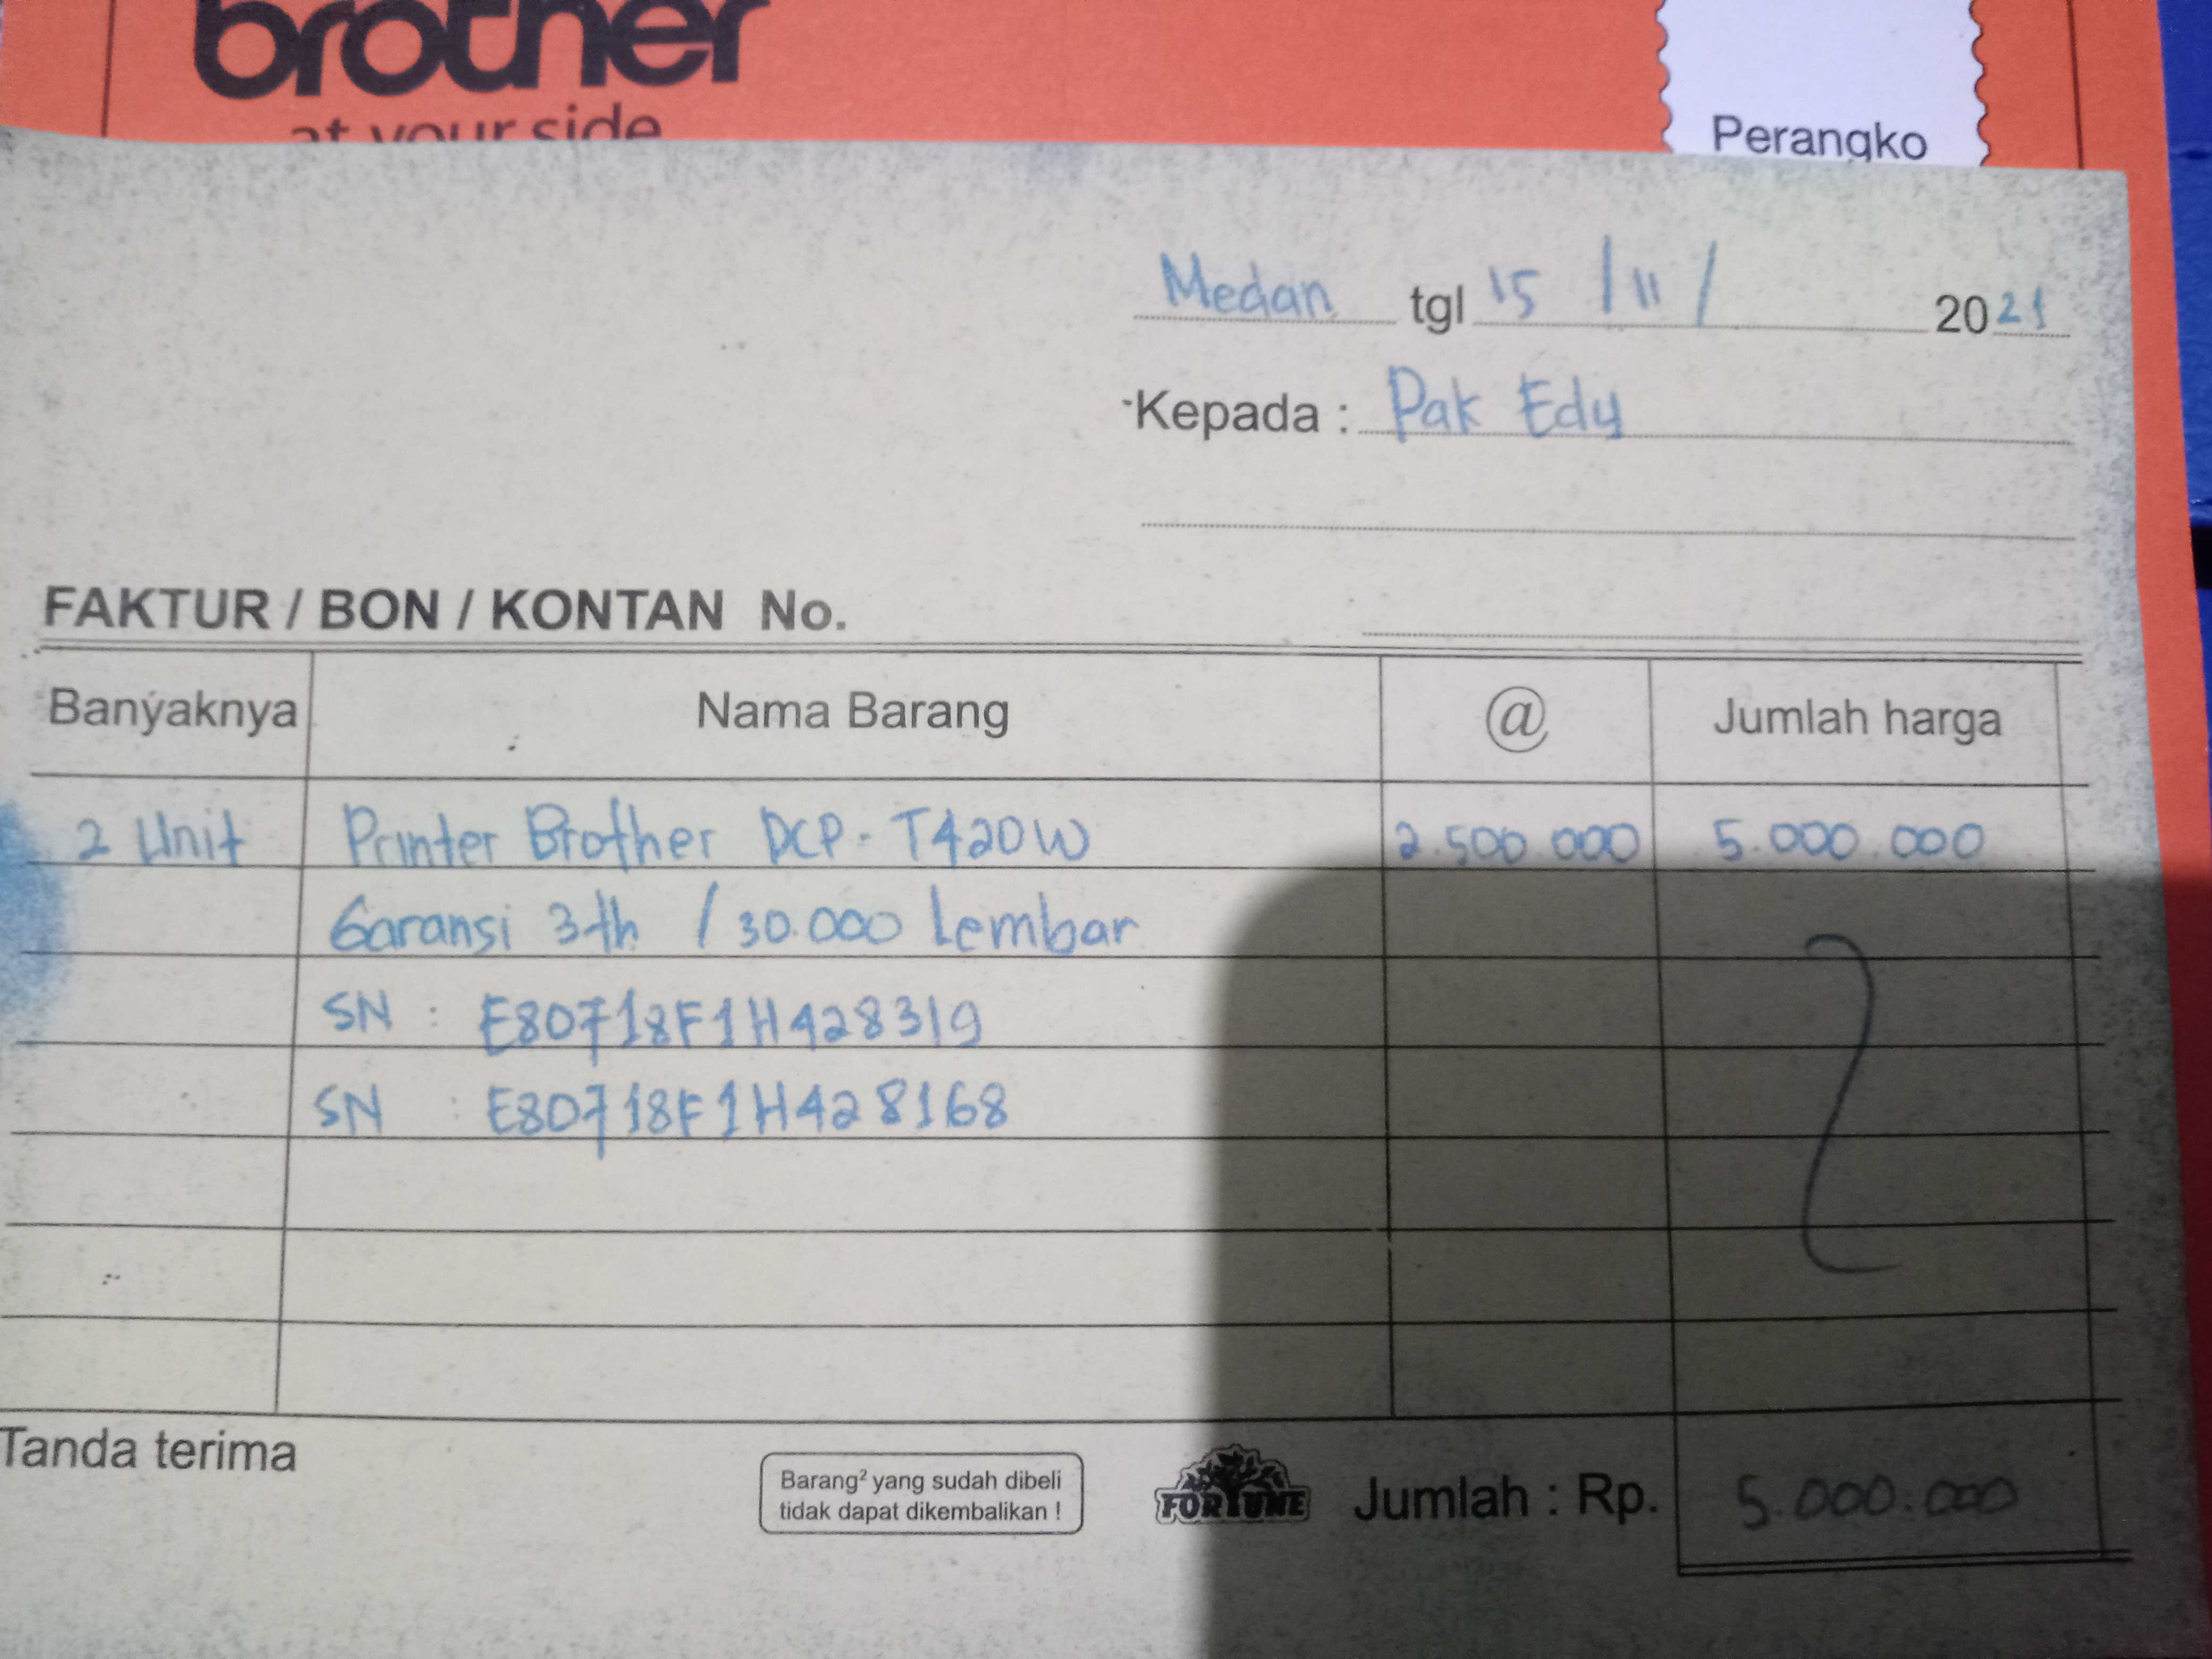 brother
at your side
Perangko
Medan tgl 15 / 11 / 2021
Kepada : Pak Edy
FAKTUR / BON / KONTAN No.
Banyaknya Nama Barang @ Jumlah harga
2 Unit Printer Brother DCP-T420W 2.500.000 5.000.000
Garansi 3 th / 30.000 Lembar
SN : E80718F1H428319
SN : E80718F1H428168
Tanda terima
Barang² yang sudah dibeli
tidak dapat dikembalikan !
FORTUNE
Jumlah : Rp. 5.000.000